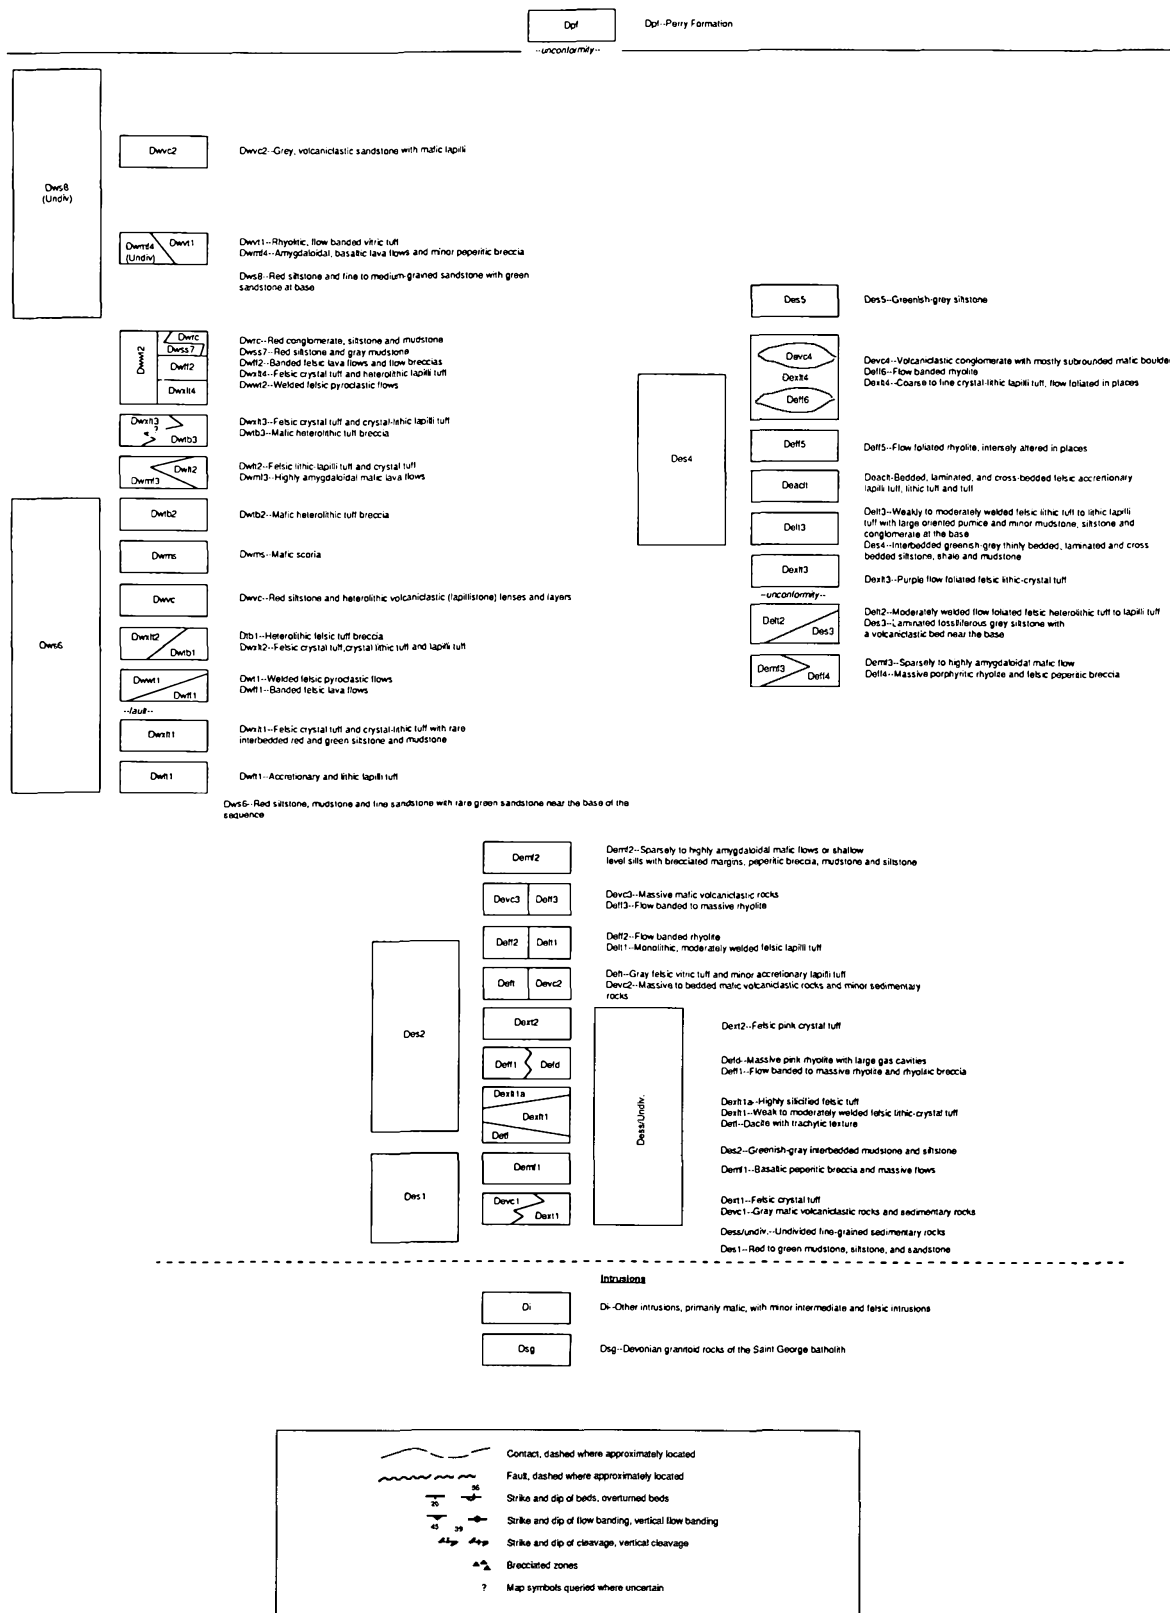 Dpf
Dpf--Perry Formation
--unconformity--
Dws8
(Undiv)
Dwvc2
Dwvc2--Grey, volcaniclastic sandstone with mafic lapilli
Dwmf4
(Undiv)
Dwvt1
Dwvt1--Rhyolitic, flow banded vitric tuff
Dwmf4--Amygdaloidal, basaltic lava flows and minor peperitic breccia
Dws8--Red siltstone and fine to medium-grained sandstone with green
sandstone at base
Dwwt2
Dwrc
Dwss7
Dwff2
Dwxlt4
Dwrc--Red conglomerate, siltstone and mudstone
Dwss7--Red siltstone and gray mudstone
Dwff2--Banded felsic lava flows and flow breccias
Dwxlt4--Felsic crystal tuff and heterolithic lapilli tuff
Dwwt2--Welded felsic pyroclastic flows
Dwxlt3
?
Dwtb3
Dwxlt3--Felsic crystal tuff and crystal-lithic lapilli tuff
Dwtb3--Mafic heterolithic tuff breccia
Dwlt2
Dwmf3
Dwlt2--Felsic lithic-lapilli tuff and crystal tuff
Dwmf3--Highly amygdaloidal mafic lava flows
Dws6
Dwtb2
Dwtb2--Mafic heterolithic tuff breccia
Dwms
Dwms--Mafic scoria
Dwvc
Dwvc--Red siltstone and heterolithic volcaniclastic (lapillistone) lenses and layers
Dwxlt2
Dwtb1
Dtb1--Heterolithic felsic tuff breccia
Dwxlt2--Felsic crystal tuff,crystal lithic tuff and lapilli tuff
Dwwt1
Dwff1
Dwt1--Welded felsic pyroclastic flows
Dwff1--Banded felsic lava flows
--fault--
Dwxlt1
Dwxlt1--Felsic crystal tuff and crystal-lithic tuff with rare
interbedded red and green siltstone and mudstone
Dwlt1
Dwlt1--Accretionary and lithic lapilli tuff
Dws6--Red siltstone, mudstone and fine sandstone with rare green sandstone near the base of the
sequence
Des5
Des5--Greenish-grey siltstone
Des4
Devc4
Dexlt4
Deff6
Devc4--Volcaniclastic conglomerate with mostly subrounded mafic boulde
Deff6--Flow banded rhyolite
Dexlt4--Coarse to fine crystal-lithic lapilli tuff, flow foliated in places
Deff5
Deff5--Flow foliated rhyolite, intensely altered in places
Deaclt
Deaclt-Bedded, laminated, and cross-bedded felsic accretionary
lapilli tuff, lithic tuff and tuff
Delt3
Delt3--Weakly to moderately welded felsic lithic tuff to lithic lapilli
tuff with large oriented pumice and minor mudstone, siltstone and
conglomerate at the base
Des4--Interbedded greenish-grey thinly bedded, laminated and cross
bedded siltstone, shale and mudstone
Dexlt3
Dexlt3--Purple flow foliated felsic lithic-crystal tuff
--unconformity--
Delt2
Des3
Delt2--Moderately welded flow foliated felsic heterolithic tuff to lapilli tuff
Des3--Laminated fossiliferous grey siltstone with
a volcaniclastic bed near the base
Demf3
Deff4
Demf3--Sparsely to highly amygdaloidal mafic flow
Deff4--Massive porphyritic rhyolite and felsic peperitic breccia
Demf2
Demf2--Sparsely to highly amygdaloidal mafic flows or shallow
level sills with brecciated margins, peperitic breccia, mudstone and siltstone
Devc3
Deff3
Devc3--Massive mafic volcaniclastic rocks
Deff3--Flow banded to massive rhyolite
Des2
Deff2
Delt1
Deff2--Flow banded rhyolite
Delt1--Monolithic, moderately welded felsic lapilli tuff
Deft
Devc2
Deft--Gray felsic vitric tuff and minor accretionary lapilli tuff
Devc2--Massive to bedded mafic volcaniclastic rocks and minor sedimentary
rocks
Dext2
Dess/Undiv.
Dext2--Felsic pink crystal tuff
Deff1
Defd
Defd--Massive pink rhyolite with large gas cavities
Deff1--Flow banded to massive rhyolite and rhyolitic breccia
Dexlt1a
Dexlt1
Detf
Dexlt1a--Highly silicified felsic tuff
Dexlt1--Weak to moderately welded felsic lithic-crystal tuff
Detf--Dacite with trachytic texture
Des2--Greenish-gray interbedded mudstone and siltstone
Des1
Demf1
Demf1--Basaltic peperitic breccia and massive flows
Devc1
Dext1
Dext1--Felsic crystal tuff
Devc1--Gray mafic volcaniclastic rocks and sedimentary rocks
Dess/undiv.--Undivided fine-grained sedimentary rocks
Des1--Red to green mudstone, siltstone, and sandstone
Intrusions
Di
Di--Other intrusions, primarily mafic, with minor intermediate and felsic intrusions
Dsg
Dsg--Devonian granitoid rocks of the Saint George batholith
Contact, dashed where approximately located
Fault, dashed where approximately located
20
56
Strike and dip of beds, overturned beds
45
Strike and dip of flow banding, vertical flow banding
39
Strike and dip of cleavage, vertical cleavage
Brecciated zones
? Map symbols queried where uncertain